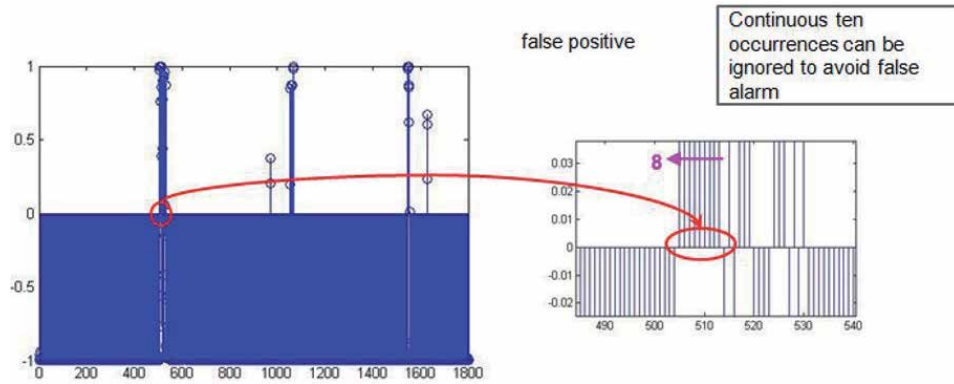 false positive
Continuous ten
occurrences can be
ignored to avoid false
alarm
1
0.5
0
-0.5
-1
0 200 400 600 800 1000 1200 1400 1600 1800
8
0.03
0.02
0.01
0
-0.01
-0.02
490 500 510 520 530 540